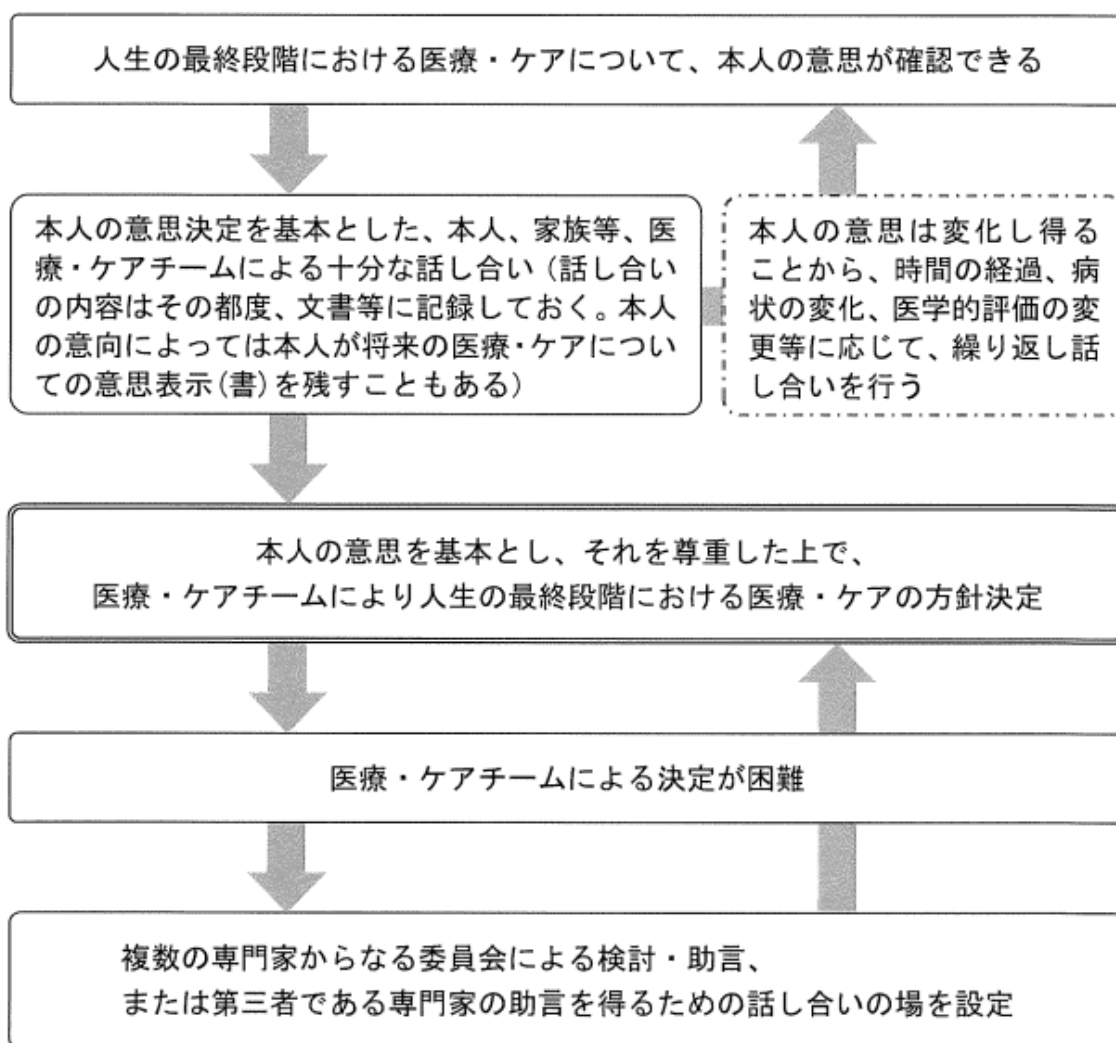 人生の最終段階における医療・ケアについて、本人の意思が確認できる
本人の意思決定を基本とした、本人、家族等、医
療・ケアチームによる十分な話し合い（話し合い
の内容はその都度、文書等に記録しておく。本人
の意向によっては本人が将来の医療・ケアについ
ての意思表示（書）を残すこともある）
本人の意思は変化し得る
ことから、時間の経過、病
状の変化、医学的評価の変
更等に応じて、繰り返し話
し合いを行う
本人の意思を基本とし、それを尊重した上で、
医療・ケアチームにより人生の最終段階における医療・ケアの方針決定
医療・ケアチームによる決定が困難
複数の専門家からなる委員会による検討・助言、
または第三者である専門家の助言を得るための話し合いの場を設定